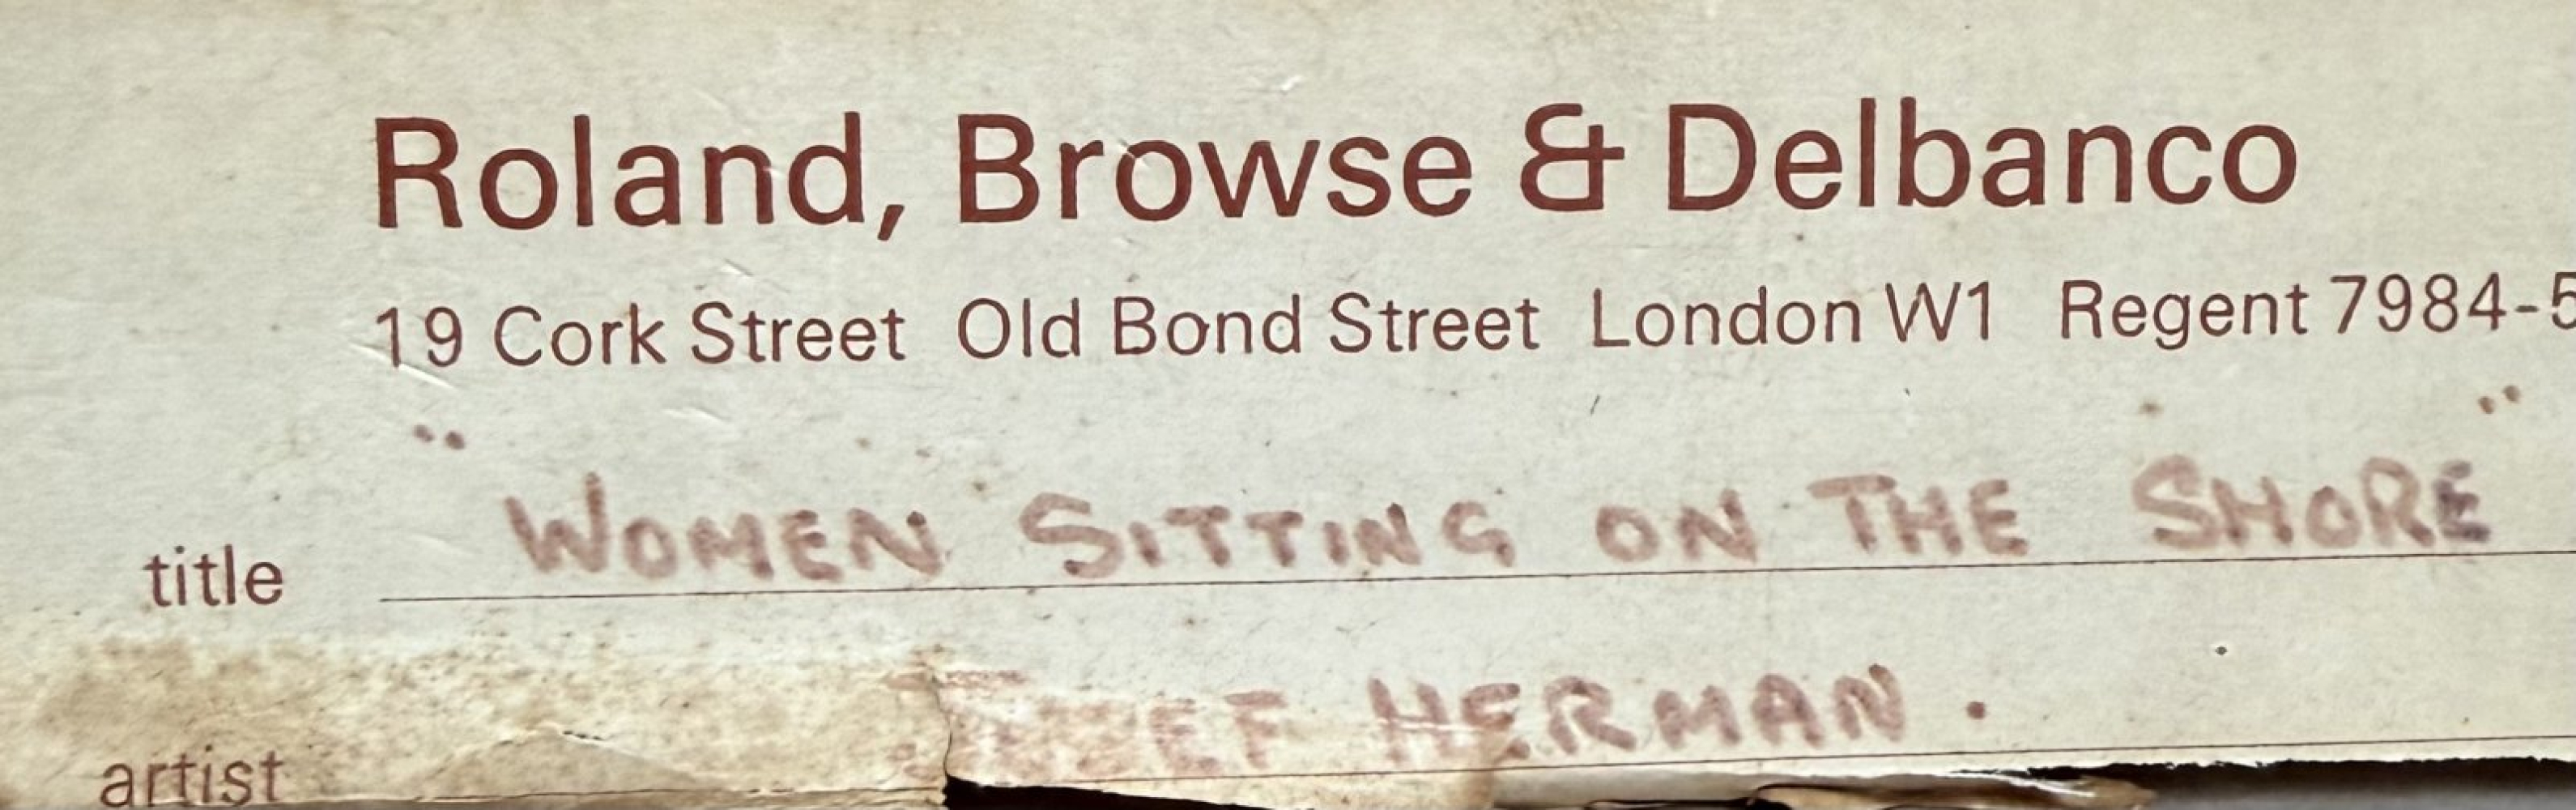 Roland, Browse & Delbanco
19 Cork Street Old Bond Street London W1 Regent 7984-5
title "WOMEN SITTING ON THE SHORE"
artist HERMAN.